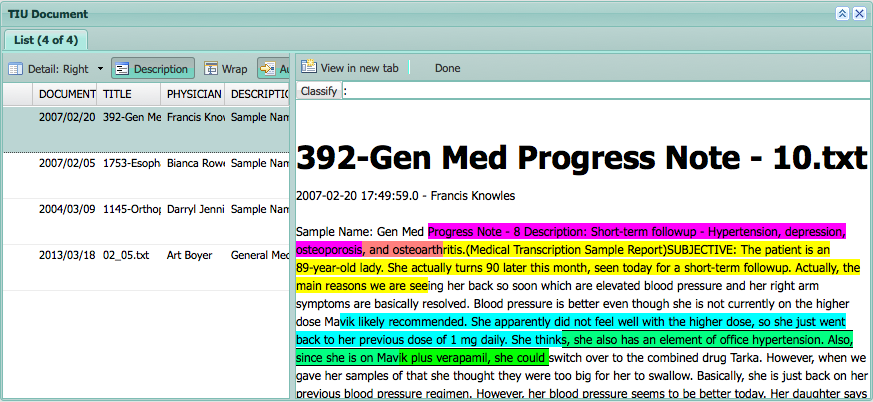 TIU Document
List (4 of 4)
Detail: Right Description Wrap
View in new tab Done
Classify :
DOCUMENT TITLE PHYSICIAN DESCRIPTIO
2007/02/20 392-Gen Me Francis Know Sample Nam
2007/02/05 1753-Esoph Bianca Rowe Sample Nam
2004/03/09 1145-Orthop Darryl Jenni Sample Nam
2013/03/18 02_05.txt Art Boyer General Med
392-Gen Med Progress Note - 10.txt
2007-02-20 17:49:59.0 - Francis Knowles
Sample Name: Gen Med Progress Note - 8 Description: Short-term followup - Hypertension, depression,
osteoporosis, and osteoarthritis.(Medical Transcription Sample Report)SUBJECTIVE: The patient is an
89-year-old lady. She actually turns 90 later this month, seen today for a short-term followup. Actually, the
main reasons we are seeing her back so soon which are elevated blood pressure and her right arm
symptoms are basically resolved. Blood pressure is better even though she is not currently on the higher
dose Mavik likely recommended. She apparently did not feel well with the higher dose, so she just went
back to her previous dose of 1 mg daily. She thinks, she also has an element of office hypertension. Also,
since she is on Mavik plus verapamil, she could switch over to the combined drug Tarka. However, when we
gave her samples of that she thought they were too big for her to swallow. Basically, she is just back on her
previous blood pressure regimen. However, her blood pressure seems to be better today. Her daughter says